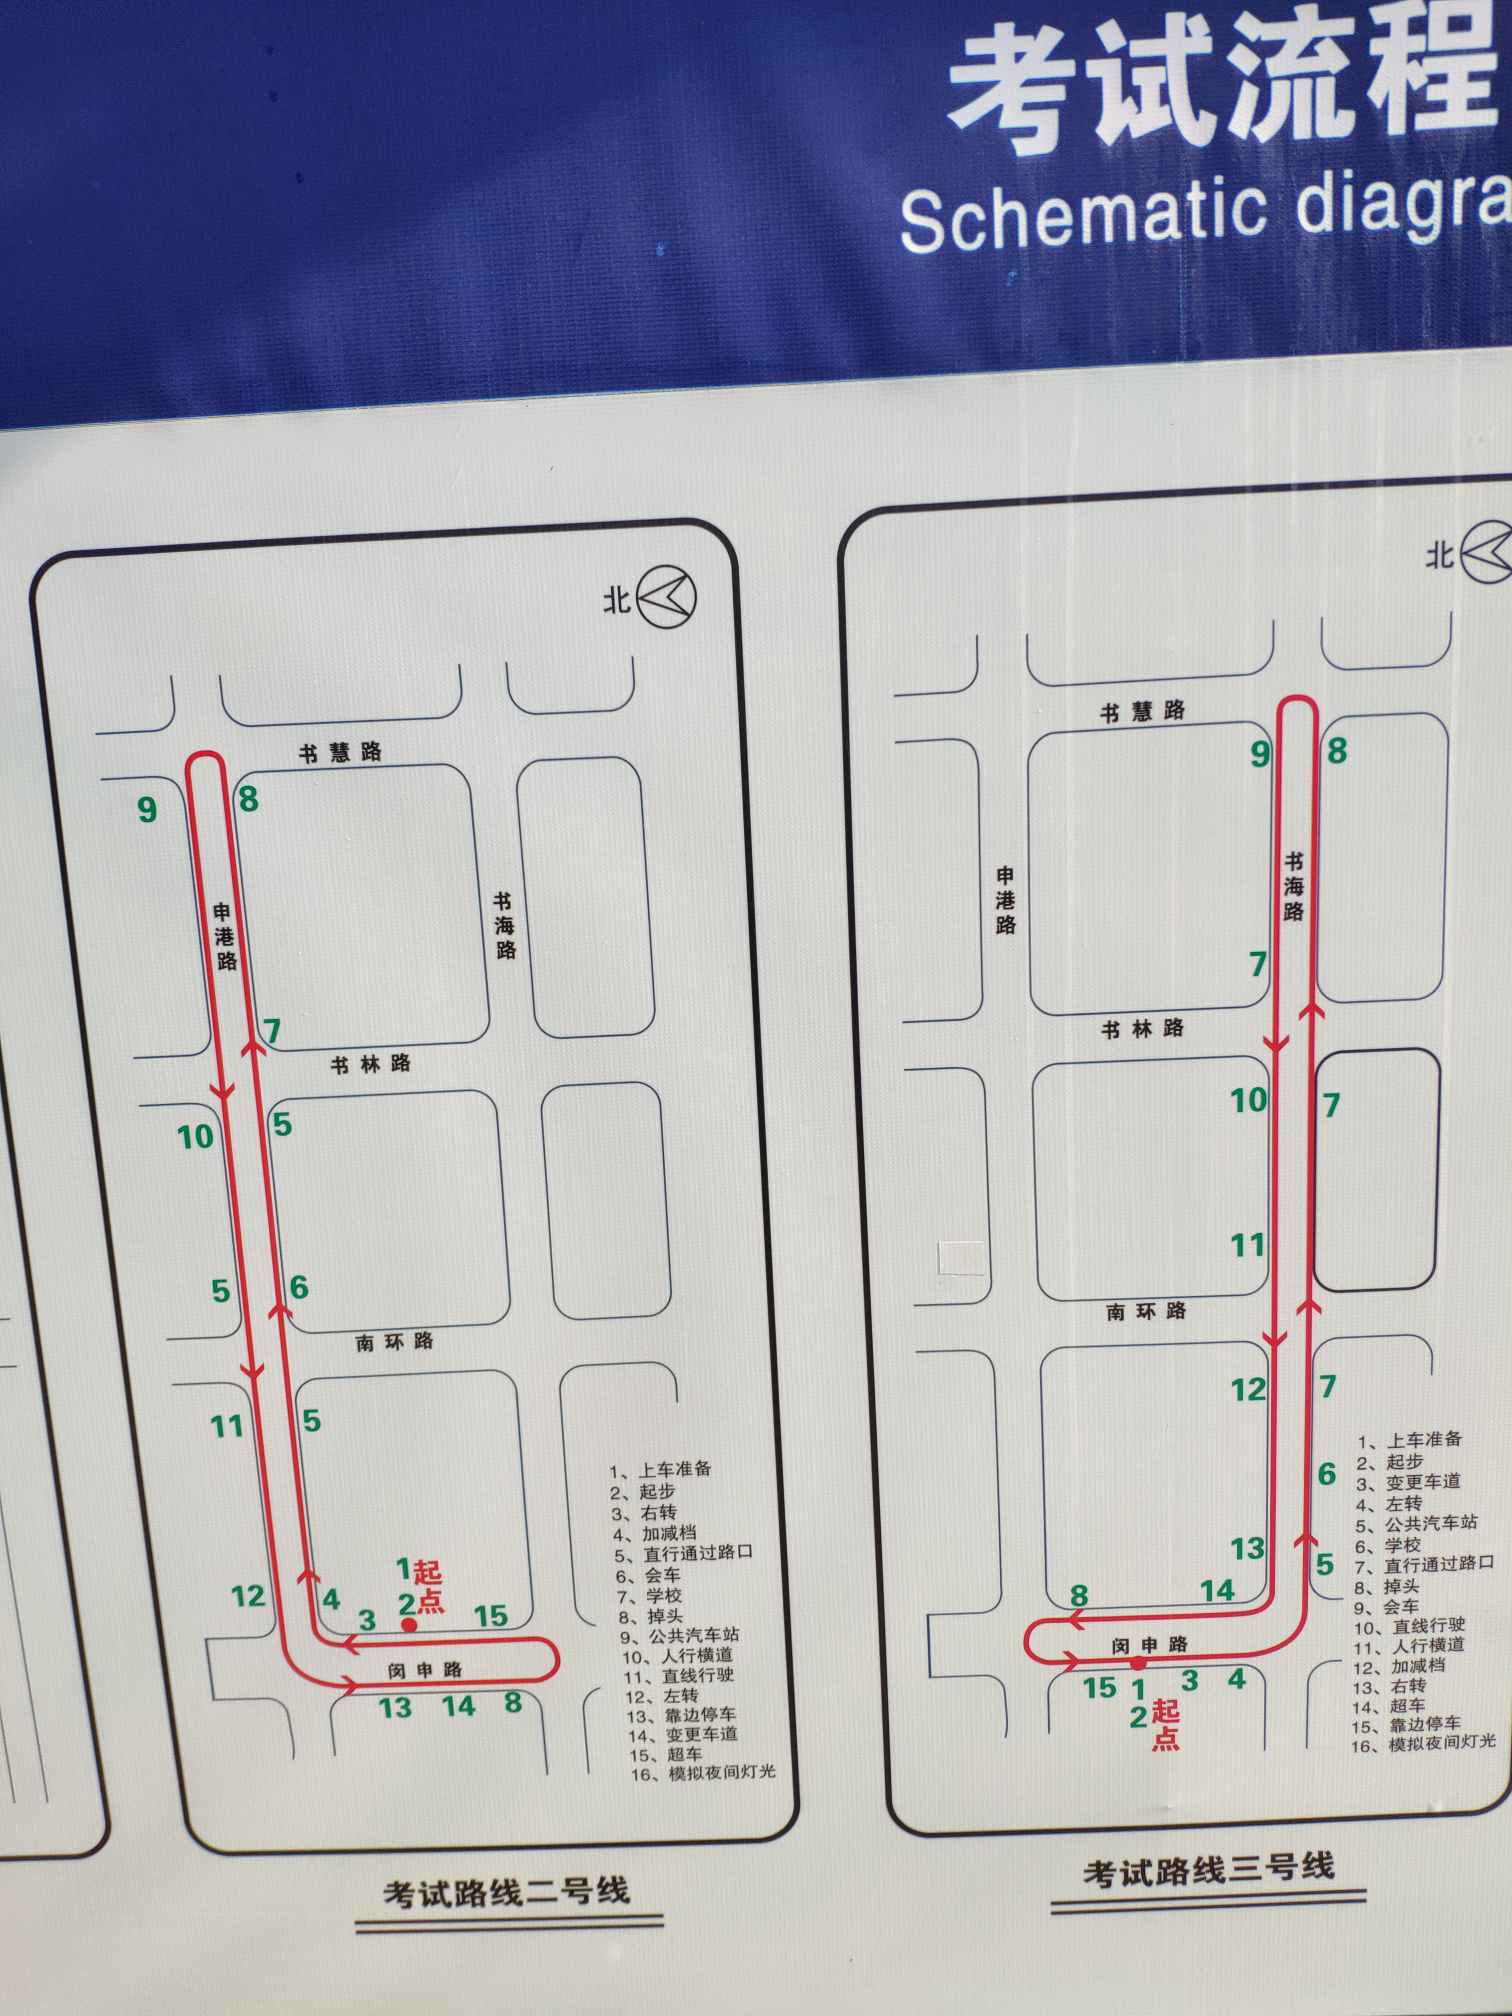 考试流程
Schematic diagra
北
书慧路
9
8
申港路
书海路
7
书林路
10
5
5
6
南环路
11
5
12
4
3
1
2
起点
15
闵申路
13
14
8
1、上车准备
2、起步
3、右转
4、加减档
5、直行通过路口
6、会车
7、学校
8、掉头
9、公共汽车站
10、人行横道
11、直线行驶
12、左转
13、靠边停车
14、变更车道
15、超车
16、模拟夜间灯光
考试路线二号线
北
书慧路
9
8
申港路
书海路
7
书林路
10
7
11
南环路
12
7
6
13
5
8
14
闵申路
15
1
2
起点
3
4
1、上车准备
2、起步
3、变更车道
4、左转
5、公共汽车站
6、学校
7、直行通过路口
8、掉头
9、会车
10、直线行驶
11、人行横道
12、加减档
13、右转
14、超车
15、靠边停车
16、模拟夜间灯光
考试路线三号线